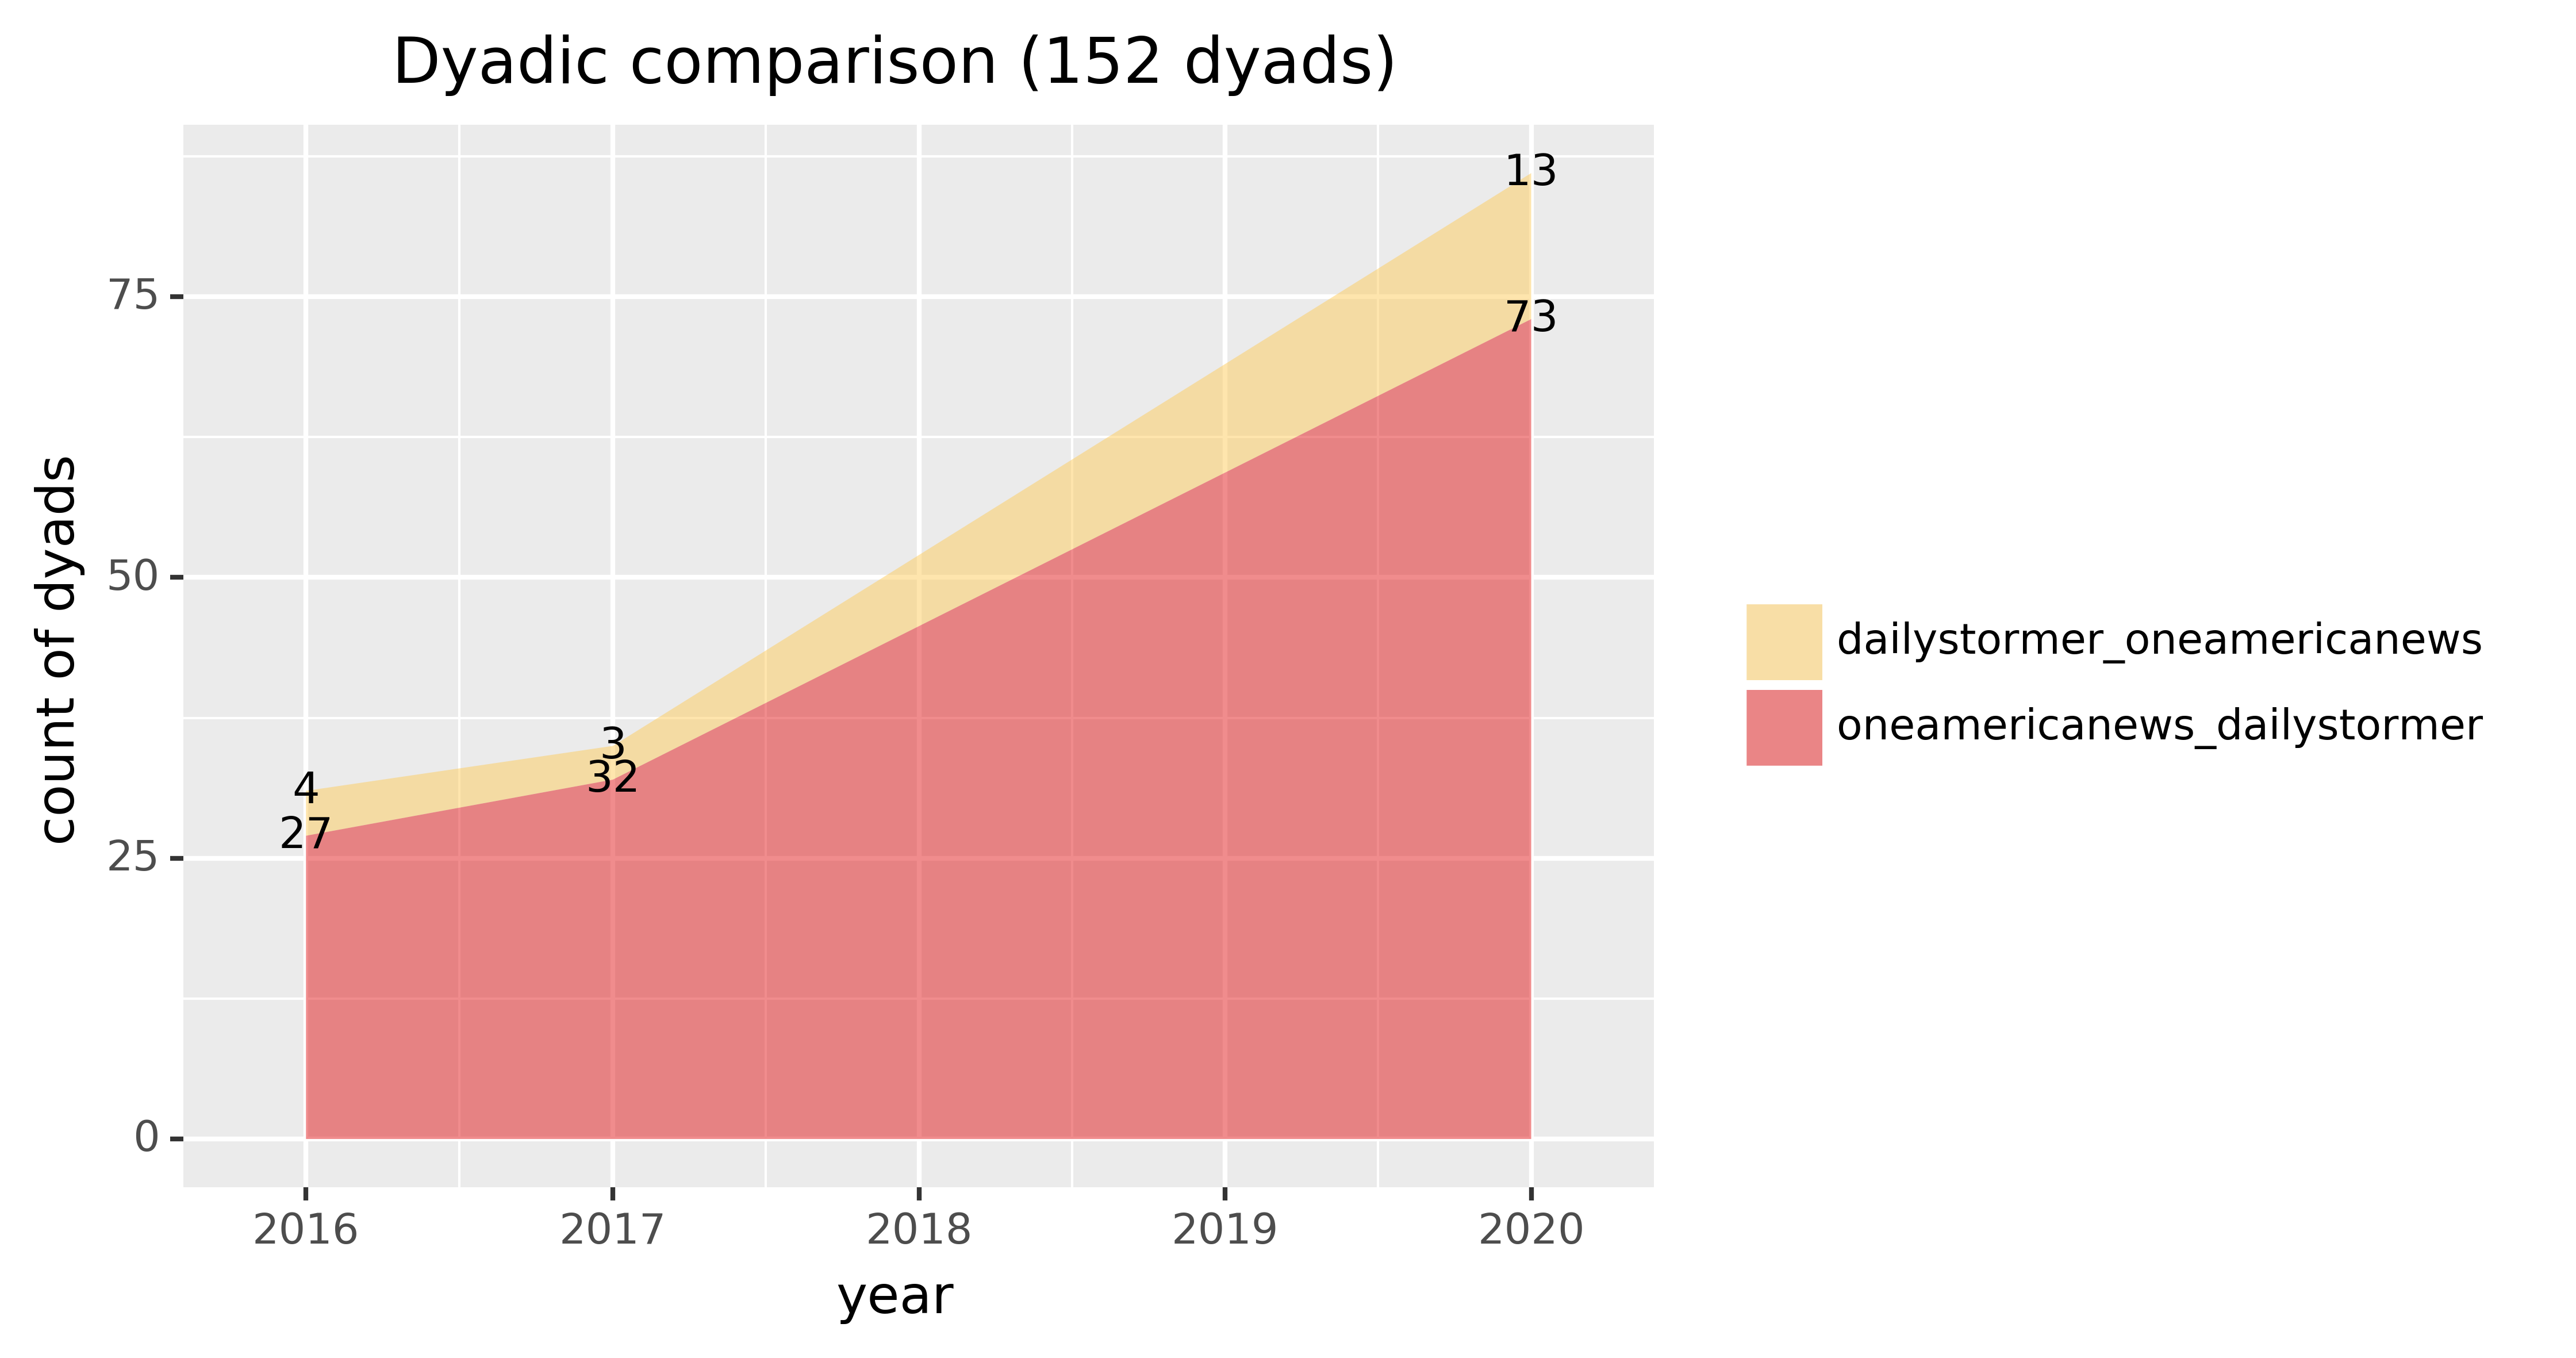 Dyadic comparison (152 dyads)
count of dyads
75
50
25
0
13
73
3
32
4
27
2016 2017 2018 2019 2020
year
dailystormer_oneamericanews
oneamericanews_dailystormer